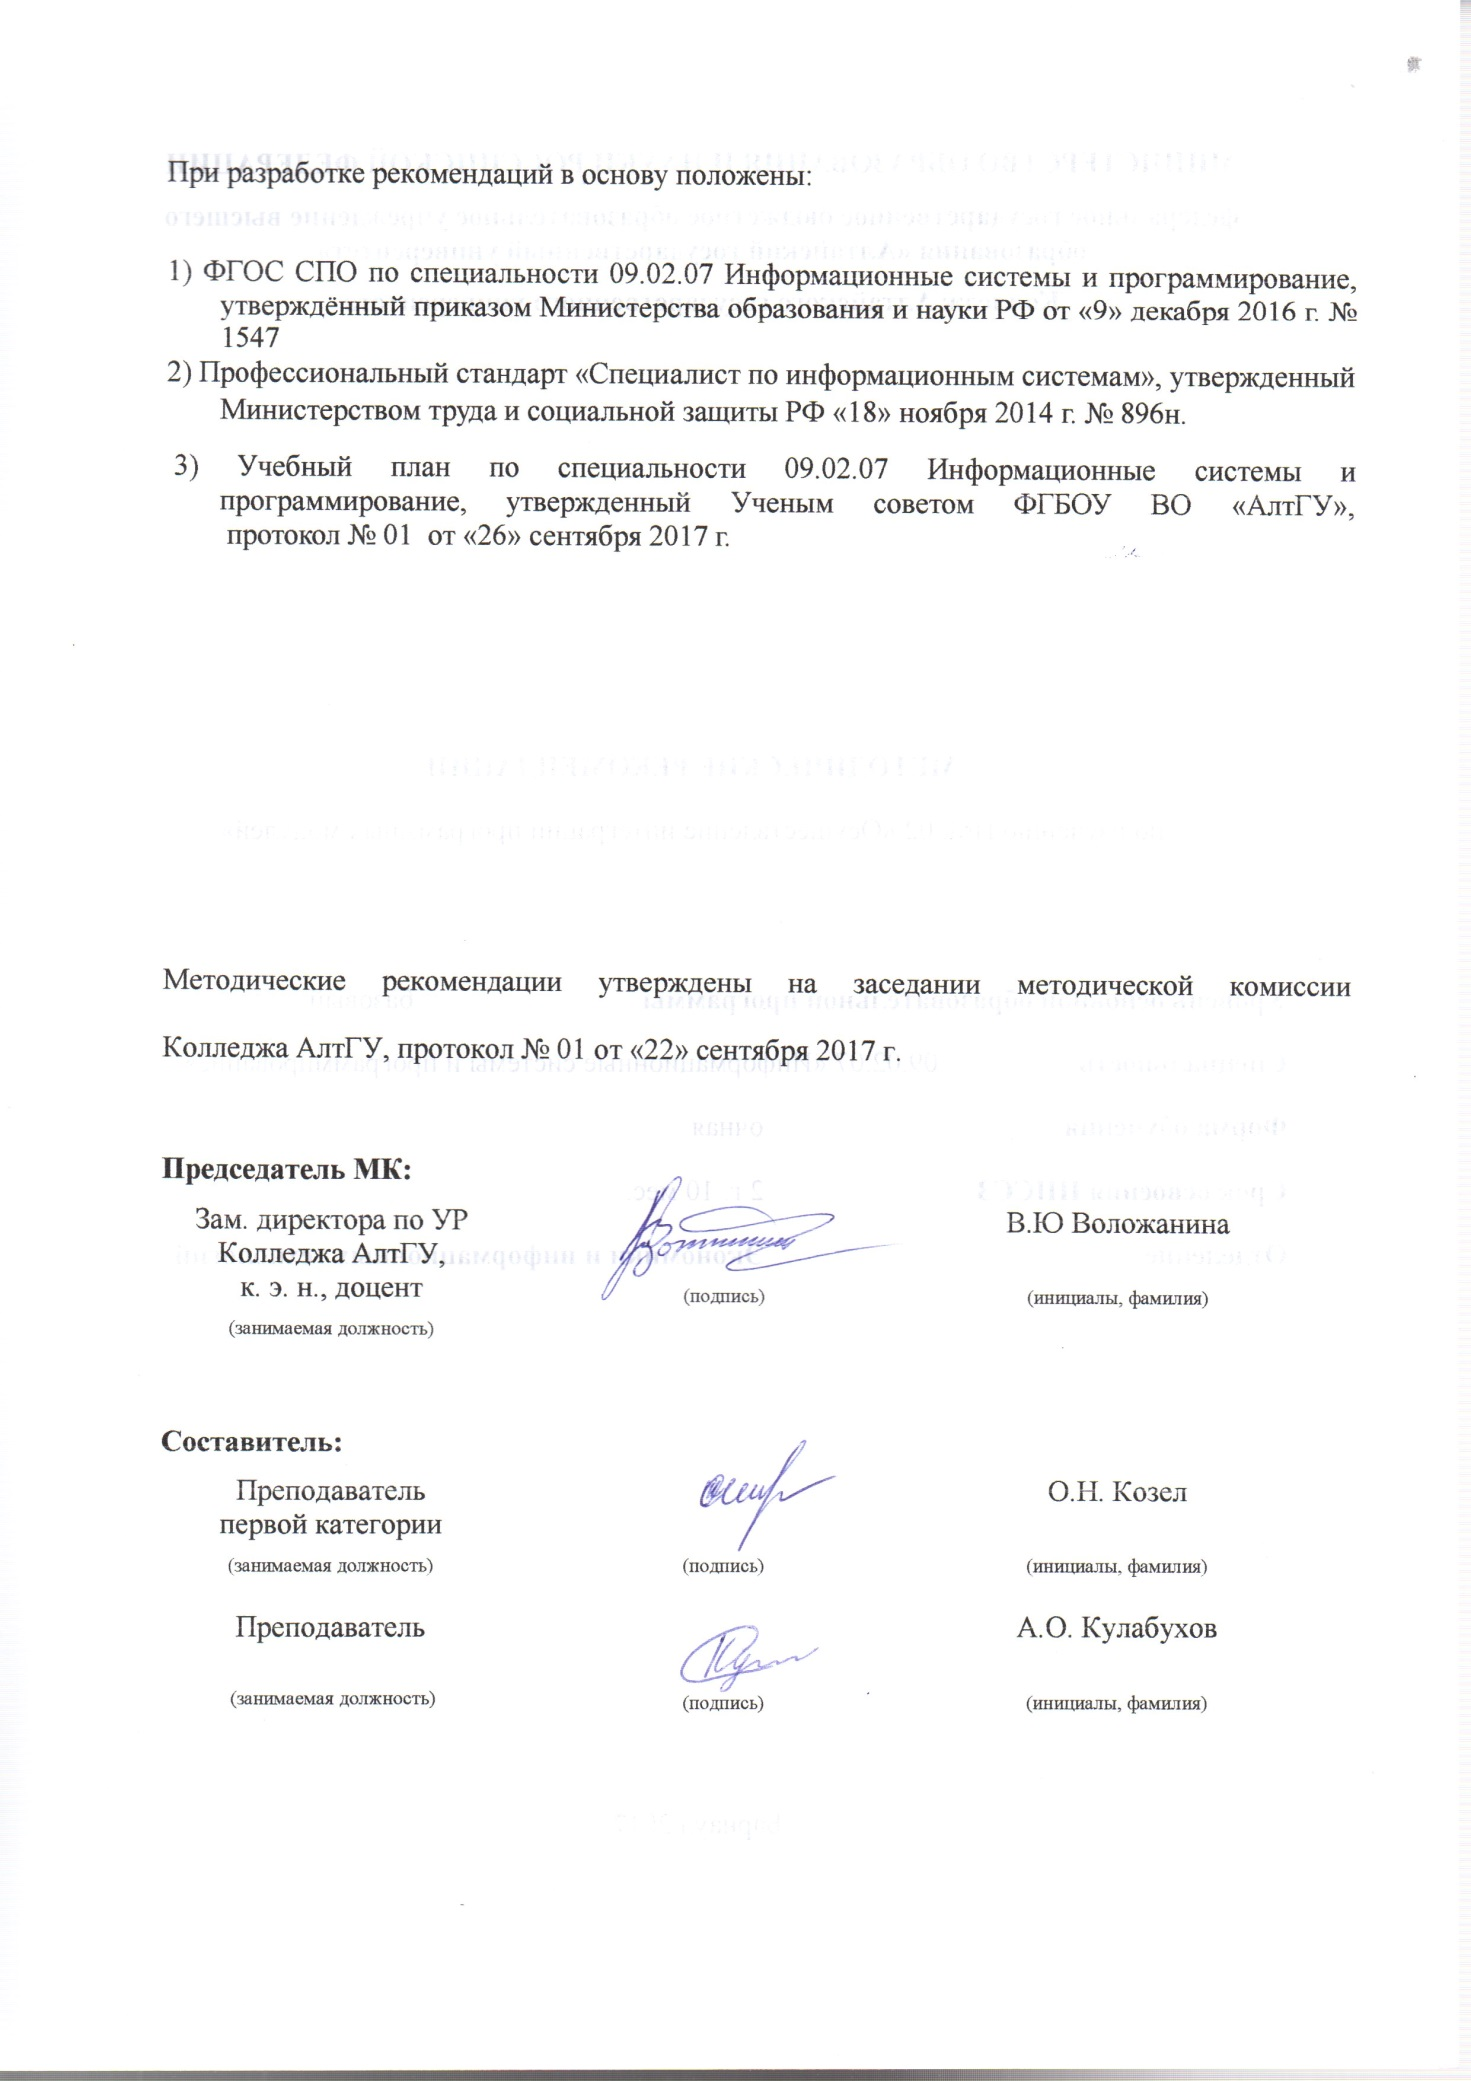 При разработке рекомендаций в основу положены:
1) ФГОС СПО по специальности 09.02.07 Информационные системы и программирование,
утверждённый приказом Министерства образования и науки РФ от «9» декабря 2016 г. №
1547
2) Профессиональный стандарт «Специалист по информационным системам», утвержденный
Министерством труда и социальной защиты РФ «18» ноября 2014 г. № 896н.
3) Учебный план по специальности 09.02.07 Информационные системы и
программирование, утвержденный Ученым советом ФГБОУ ВО «АлтГУ»,
протокол № 01 от «26» сентября 2017 г.
Методические рекомендации утверждены на заседании методической комиссии
Колледжа АлтГУ, протокол № 01 от «22» сентября 2017 г.
Председатель МК:
Зам. директора по УР В.Ю Воложанина
Колледжа АлтГУ,
к. э. н., доцент (подпись) (инициалы, фамилия)
(занимаемая должность)
Составитель:
Преподаватель О.Н. Козел
первой категории
(занимаемая должность) (подпись) (инициалы, фамилия)
Преподаватель А.О. Кулабухов
(занимаемая должность) (подпись) (инициалы, фамилия)